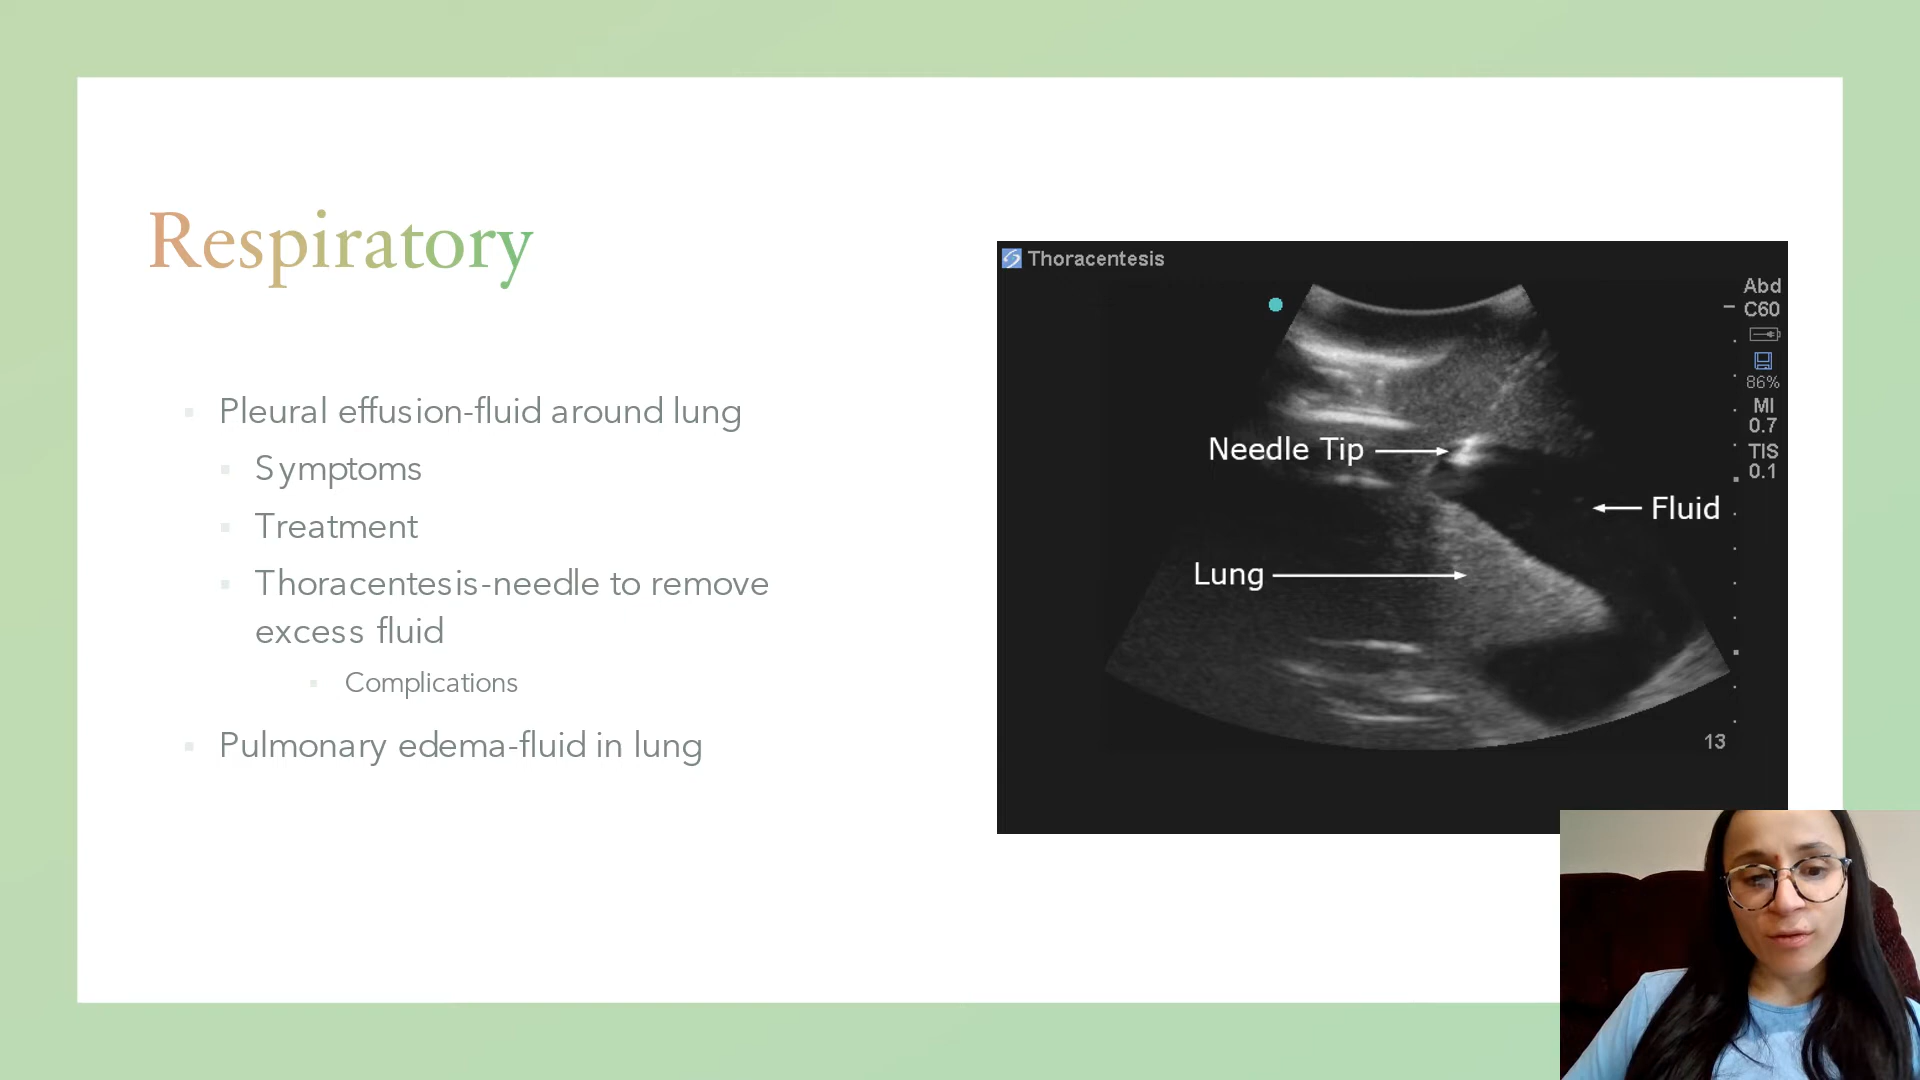 Respiratory
Pleural effusion-fluid around lung
Symptoms
Treatment
Thoracentesis-needle to remove
excess fluid
Complications
Pulmonary edema-fluid in lung
Thoracentesis
Abd
C60
86%
MI
0.7
TIS
0.1
Needle Tip
Fluid
Lung
13